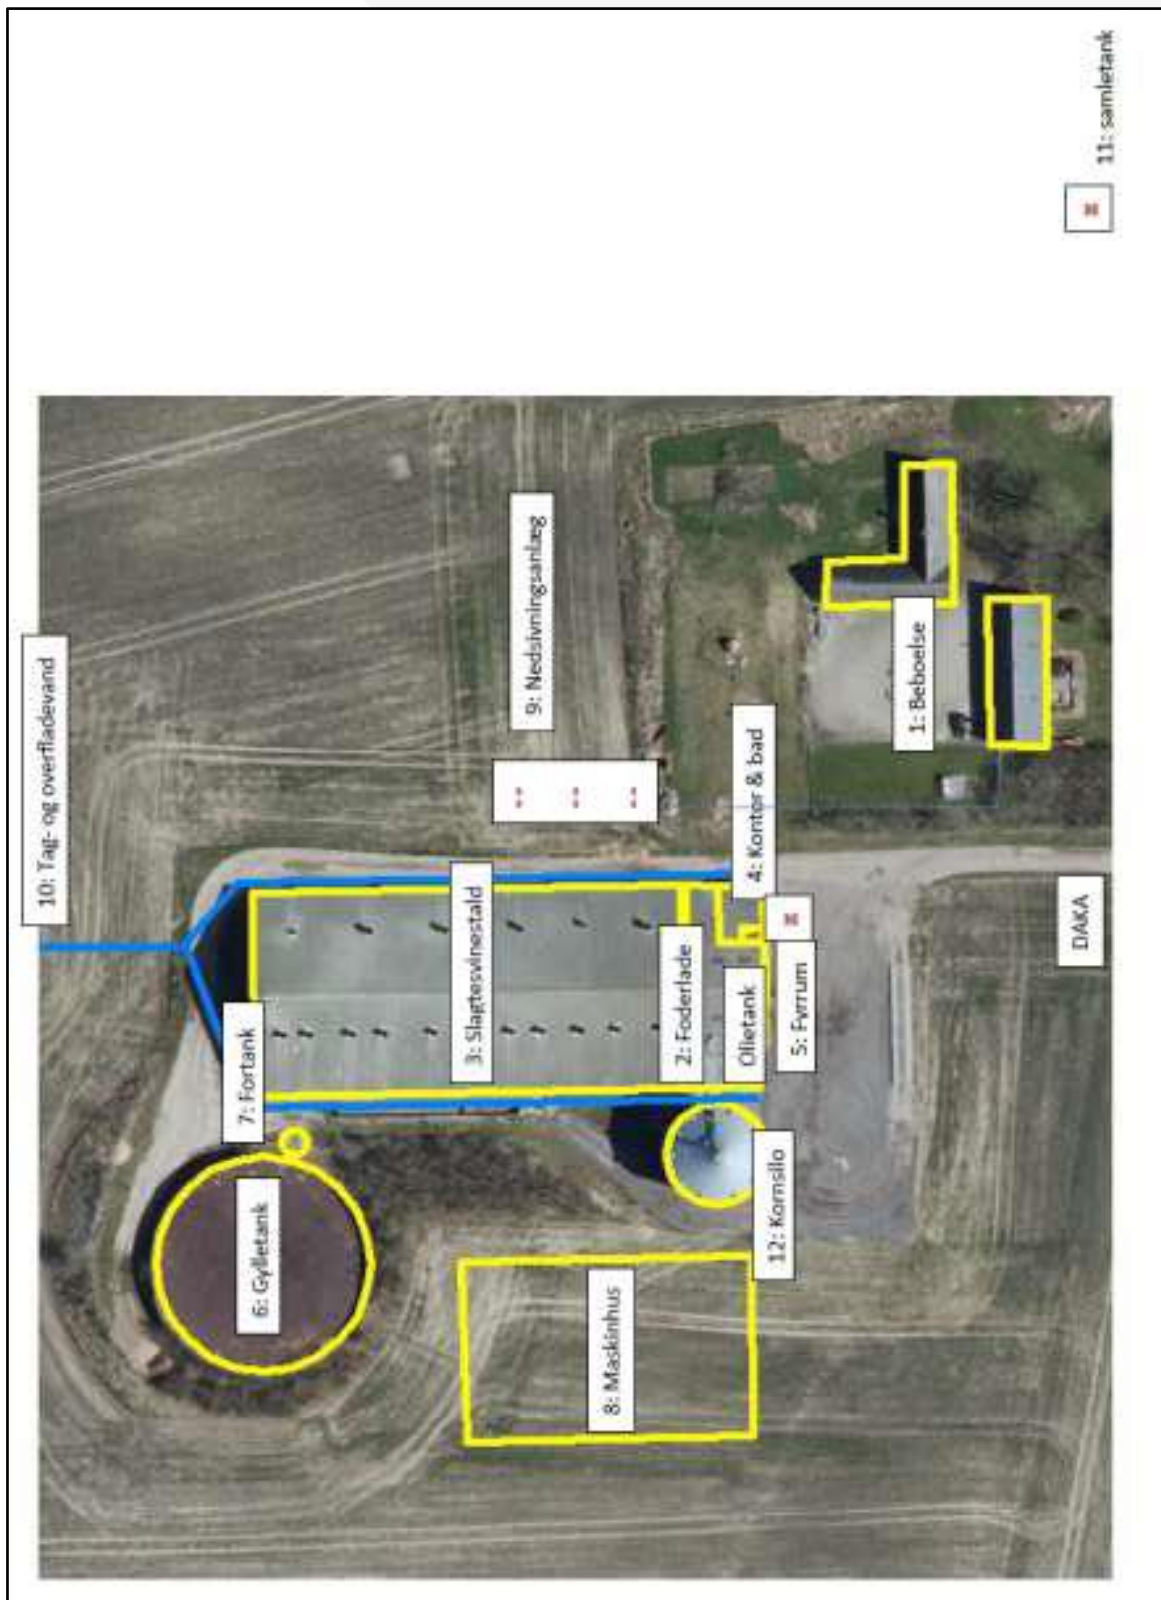 10: Tag- og overfladevand
7: Fortank
6: Gylletank
3: Slagtesvinestald
9: Nedsivningsanlæg
8: Maskinhus
2: Foderlade
Olietank
4: Kontor & bad
5: Fyrrum
12: Kornsilo
1: Beboelse
DAKA
11: samletank